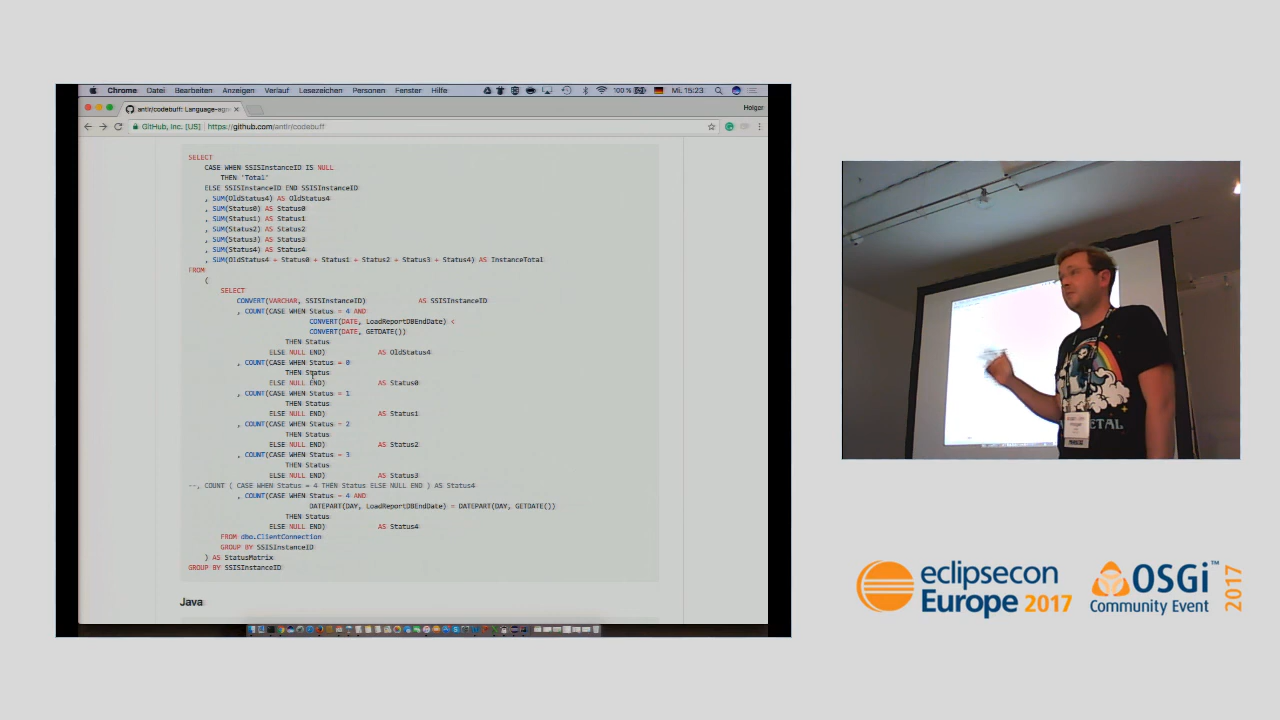 Chrome Datei Bearbeiten Anzeigen Verlauf Lesezeichen Personen Fenster Hilfe 100 % Mi. 15:23
antlr/codebuff: Language-agn
Holger
GitHub, Inc. [US] https://github.com/antlr/codebuff
SELECT
CASE WHEN SSISInstanceID IS NULL
THEN 'Total'
ELSE SSISInstanceID END SSISInstanceID
, SUM(OldStatus4) AS OldStatus4
, SUM(Status0) AS Status0
, SUM(Status1) AS Status1
, SUM(Status2) AS Status2
, SUM(Status3) AS Status3
, SUM(Status4) AS Status4
, SUM(OldStatus4 + Status0 + Status1 + Status2 + Status3 + Status4) AS InstanceTotal
FROM
(
SELECT
CONVERT(VARCHAR, SSISInstanceID) AS SSISInstanceID
, COUNT(CASE WHEN Status = 4 AND
CONVERT(DATE, LoadReportDBEndDate) <
CONVERT(DATE, GETDATE())
THEN Status
ELSE NULL END) AS OldStatus4
, COUNT(CASE WHEN Status = 0
THEN Status
ELSE NULL END) AS Status0
, COUNT(CASE WHEN Status = 1
THEN Status
ELSE NULL END) AS Status1
, COUNT(CASE WHEN Status = 2
THEN Status
ELSE NULL END) AS Status2
, COUNT(CASE WHEN Status = 3
THEN Status
ELSE NULL END) AS Status3
--, COUNT ( CASE WHEN Status = 4 THEN Status ELSE NULL END ) AS Status4
, COUNT(CASE WHEN Status = 4 AND
DATEPART(DAY, LoadReportDBEndDate) = DATEPART(DAY, GETDATE())
THEN Status
ELSE NULL END) AS Status4
FROM dbo.ClientConnection
GROUP BY SSISInstanceID
) AS StatusMatrix
GROUP BY SSISInstanceID
Java
eclipsecon
Europe 2017
OSGi™
Community Event
2017